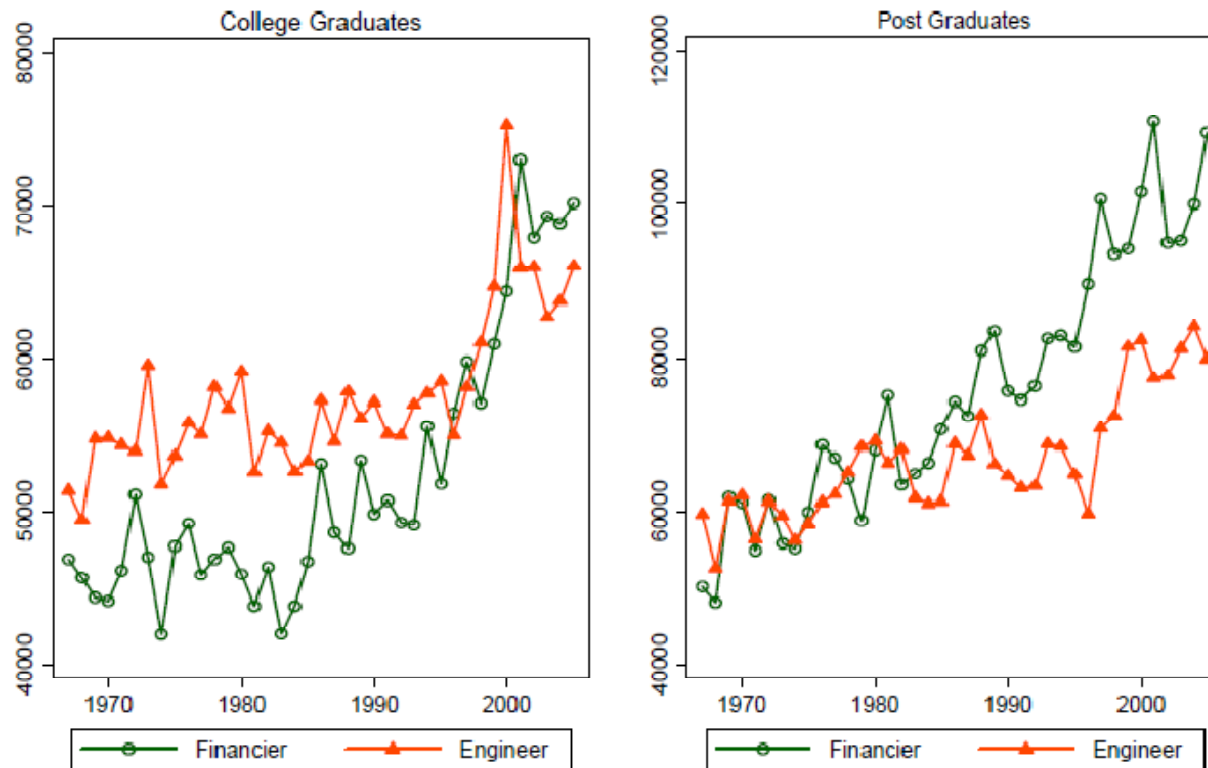 College Graduates
80000
70000
60000
50000
40000
1970 1980 1990 2000
Financier Engineer
Post Graduates
120000
100000
80000
60000
40000
1970 1980 1990 2000
Financier Engineer